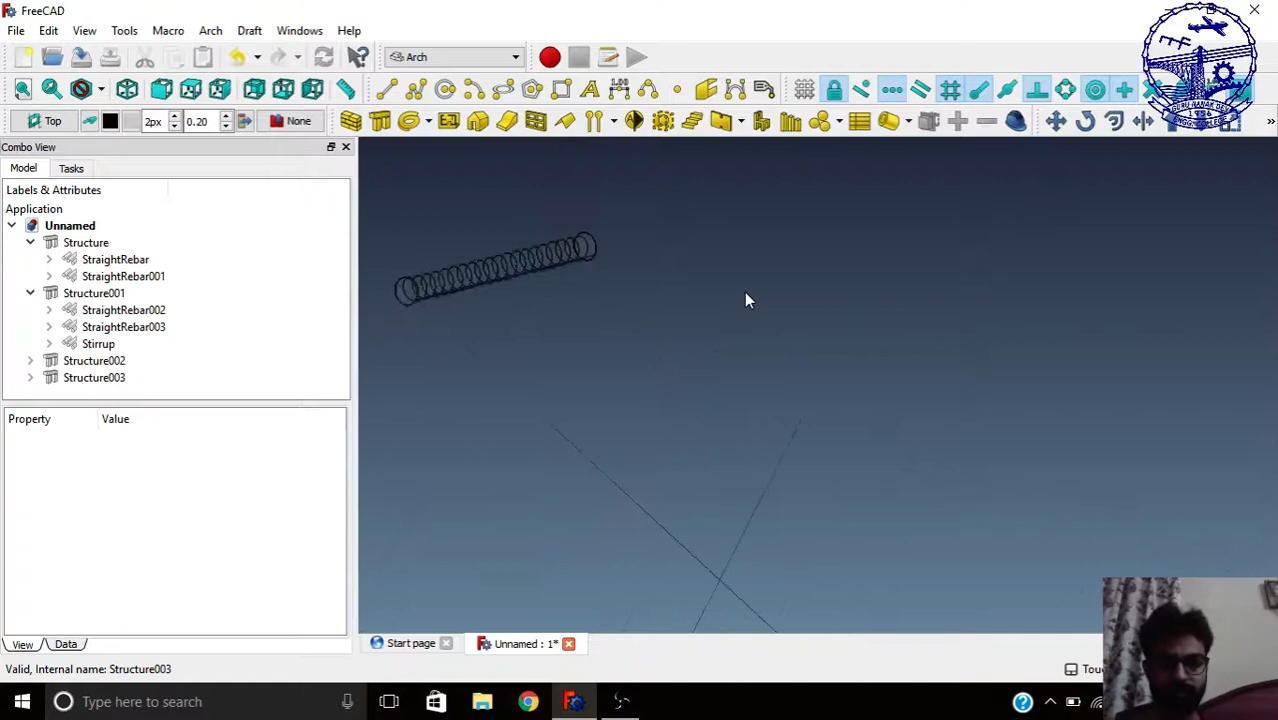 FreeCAD
File Edit View Tools Macro Arch Draft Windows Help
Arch
Top 2px 0.20 None »
Combo View
Model Tasks
Labels & Attributes
Application
Unnamed
Structure
StraightRebar
StraightRebar001
Structure001
StraightRebar002
StraightRebar003
Stirrup
Structure002
Structure003
Property Value
View Data
Start page Unnamed : 1*
Valid, Internal name: Structure003
Type here to search